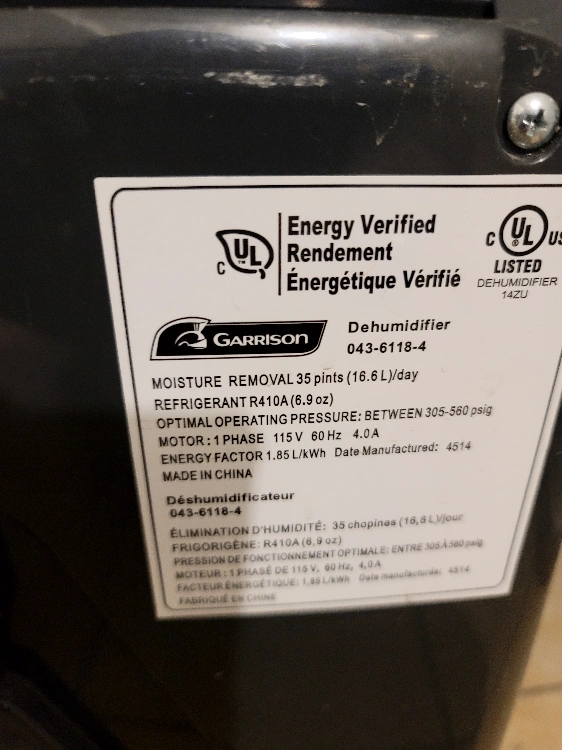 C UL ™
Energy Verified
Rendement
Énergétique Vérifié
C UL ® US
LISTED
DEHUMIDIFIER
14ZU
GARRISON
Dehumidifier
043-6118-4
MOISTURE REMOVAL 35 pints (16.6 L)/day
REFRIGERANT R410A (6.9 oz)
OPTIMAL OPERATING PRESSURE: BETWEEN 305-560 psig
MOTOR: 1 PHASE 115 V 60 Hz 4.0 A
ENERGY FACTOR 1.85 L/kWh Date Manufactured: 4514
MADE IN CHINA
Déshumidificateur
043-6118-4
ÉLIMINATION D'HUMIDITÉ: 35 chopines (16,6 L)/jour
FRIGORIGÈNE: R410A (6,9 oz)
PRESSION DE FONCTIONNEMENT OPTIMALE: ENTRE 305 À 560 psig
MOTEUR: 1 PHASE DE 115 V, 60 Hz, 4,0 A
FACTEUR ÉNERGÉTIQUE: 1,85 L/kWh Date manufacturée: 4514
FABRIQUÉ EN CHINE